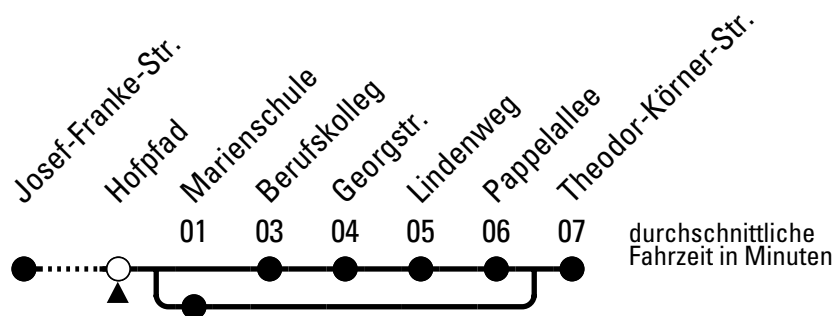 Josef-Franke-Str.
Hofpfad
Marienschule
Berufskolleg
Georgstr.
Lindenweg
Pappelallee
Theodor-Körner-Str.
01 03 04 05 06 07
durchschnittliche
Fahrzeit in Minuten